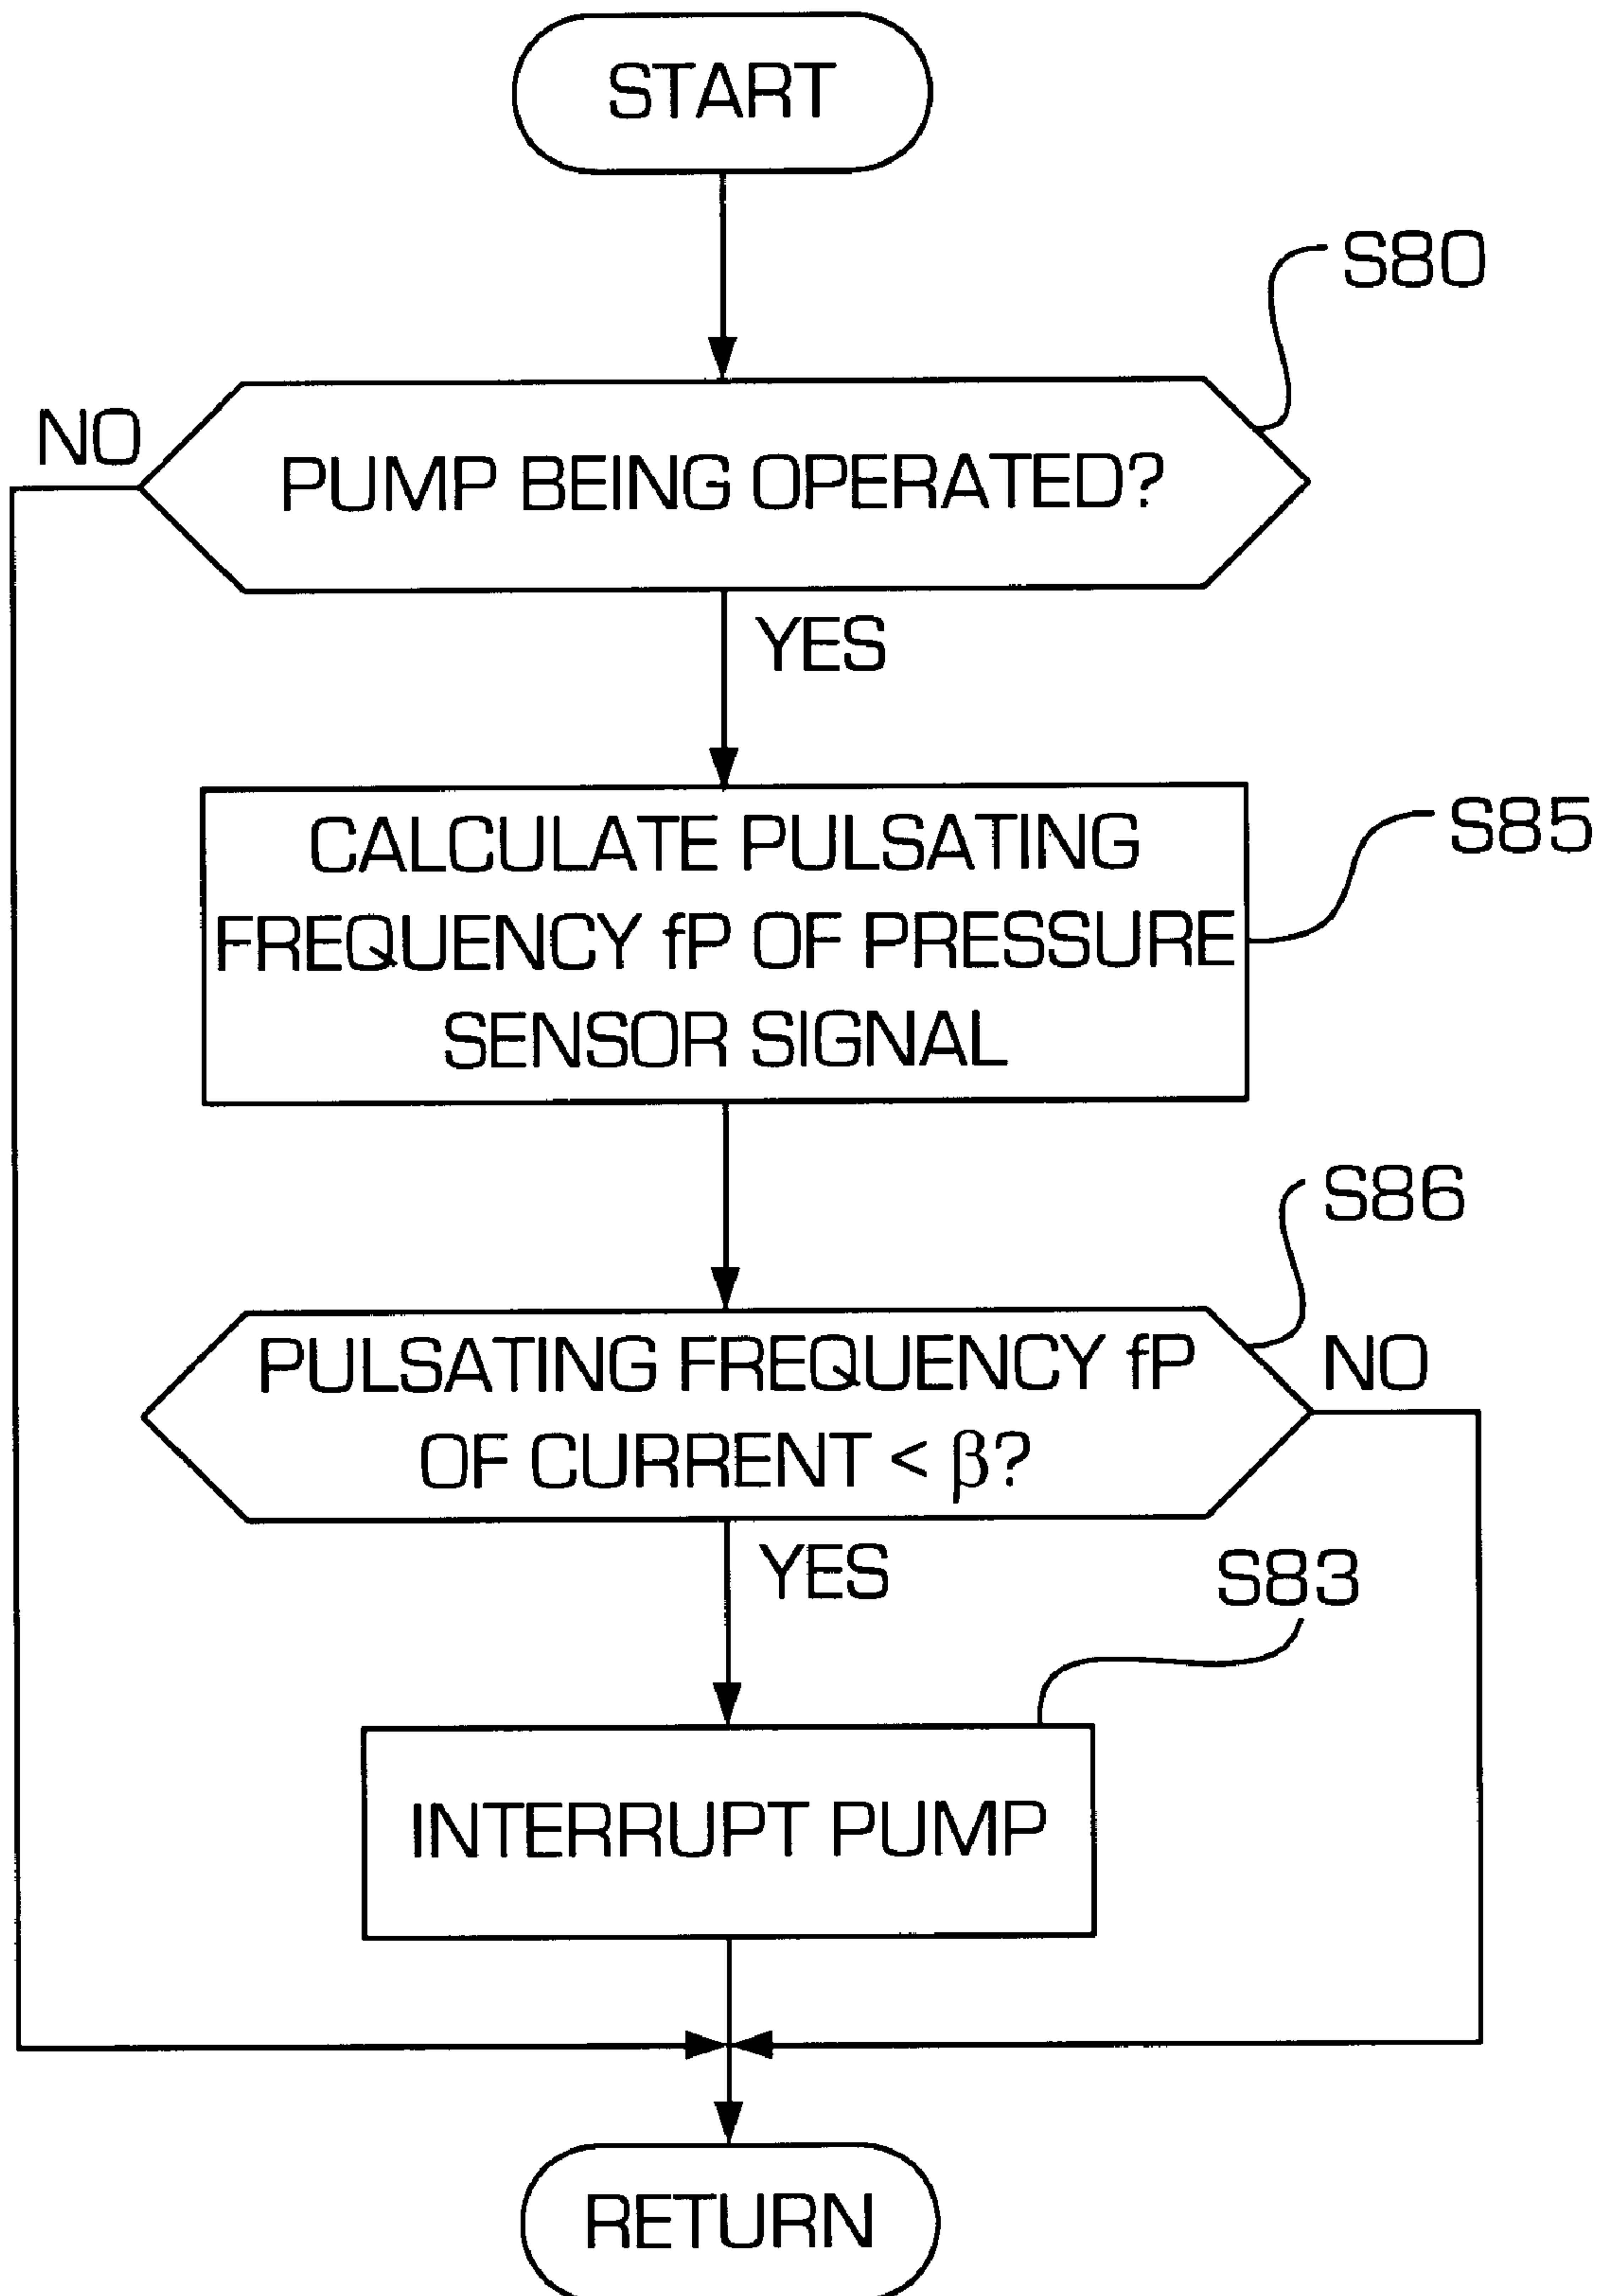 START
S80
NO
PUMP BEING OPERATED?
YES
CALCULATE PULSATING
FREQUENCY fP OF PRESSURE
SENSOR SIGNAL
S85
S86
PULSATING FREQUENCY fP
OF CURRENT < β?
NO
YES
S83
INTERRUPT PUMP
RETURN